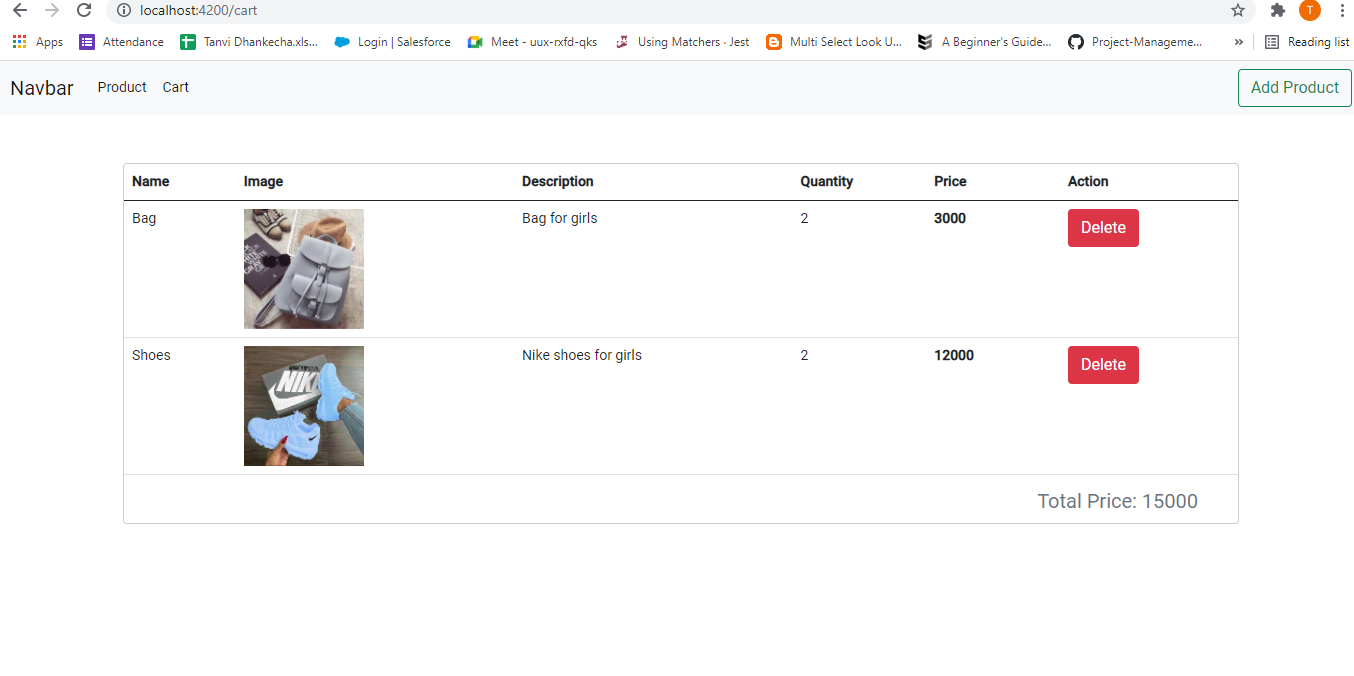 localhost:4200/cart
Apps Attendance Tanvi Dhankecha.xls... Login | Salesforce Meet - uux-rxfd-qks Using Matchers · Jest Multi Select Look U... A Beginner's Guide... Project-Manageme... » Reading list
T
Navbar Product Cart Add Product
Name Image Description Quantity Price Action
Bag Bag for girls 2 3000 Delete
Shoes Nike shoes for girls 2 12000 Delete
NIKE
Total Price: 15000